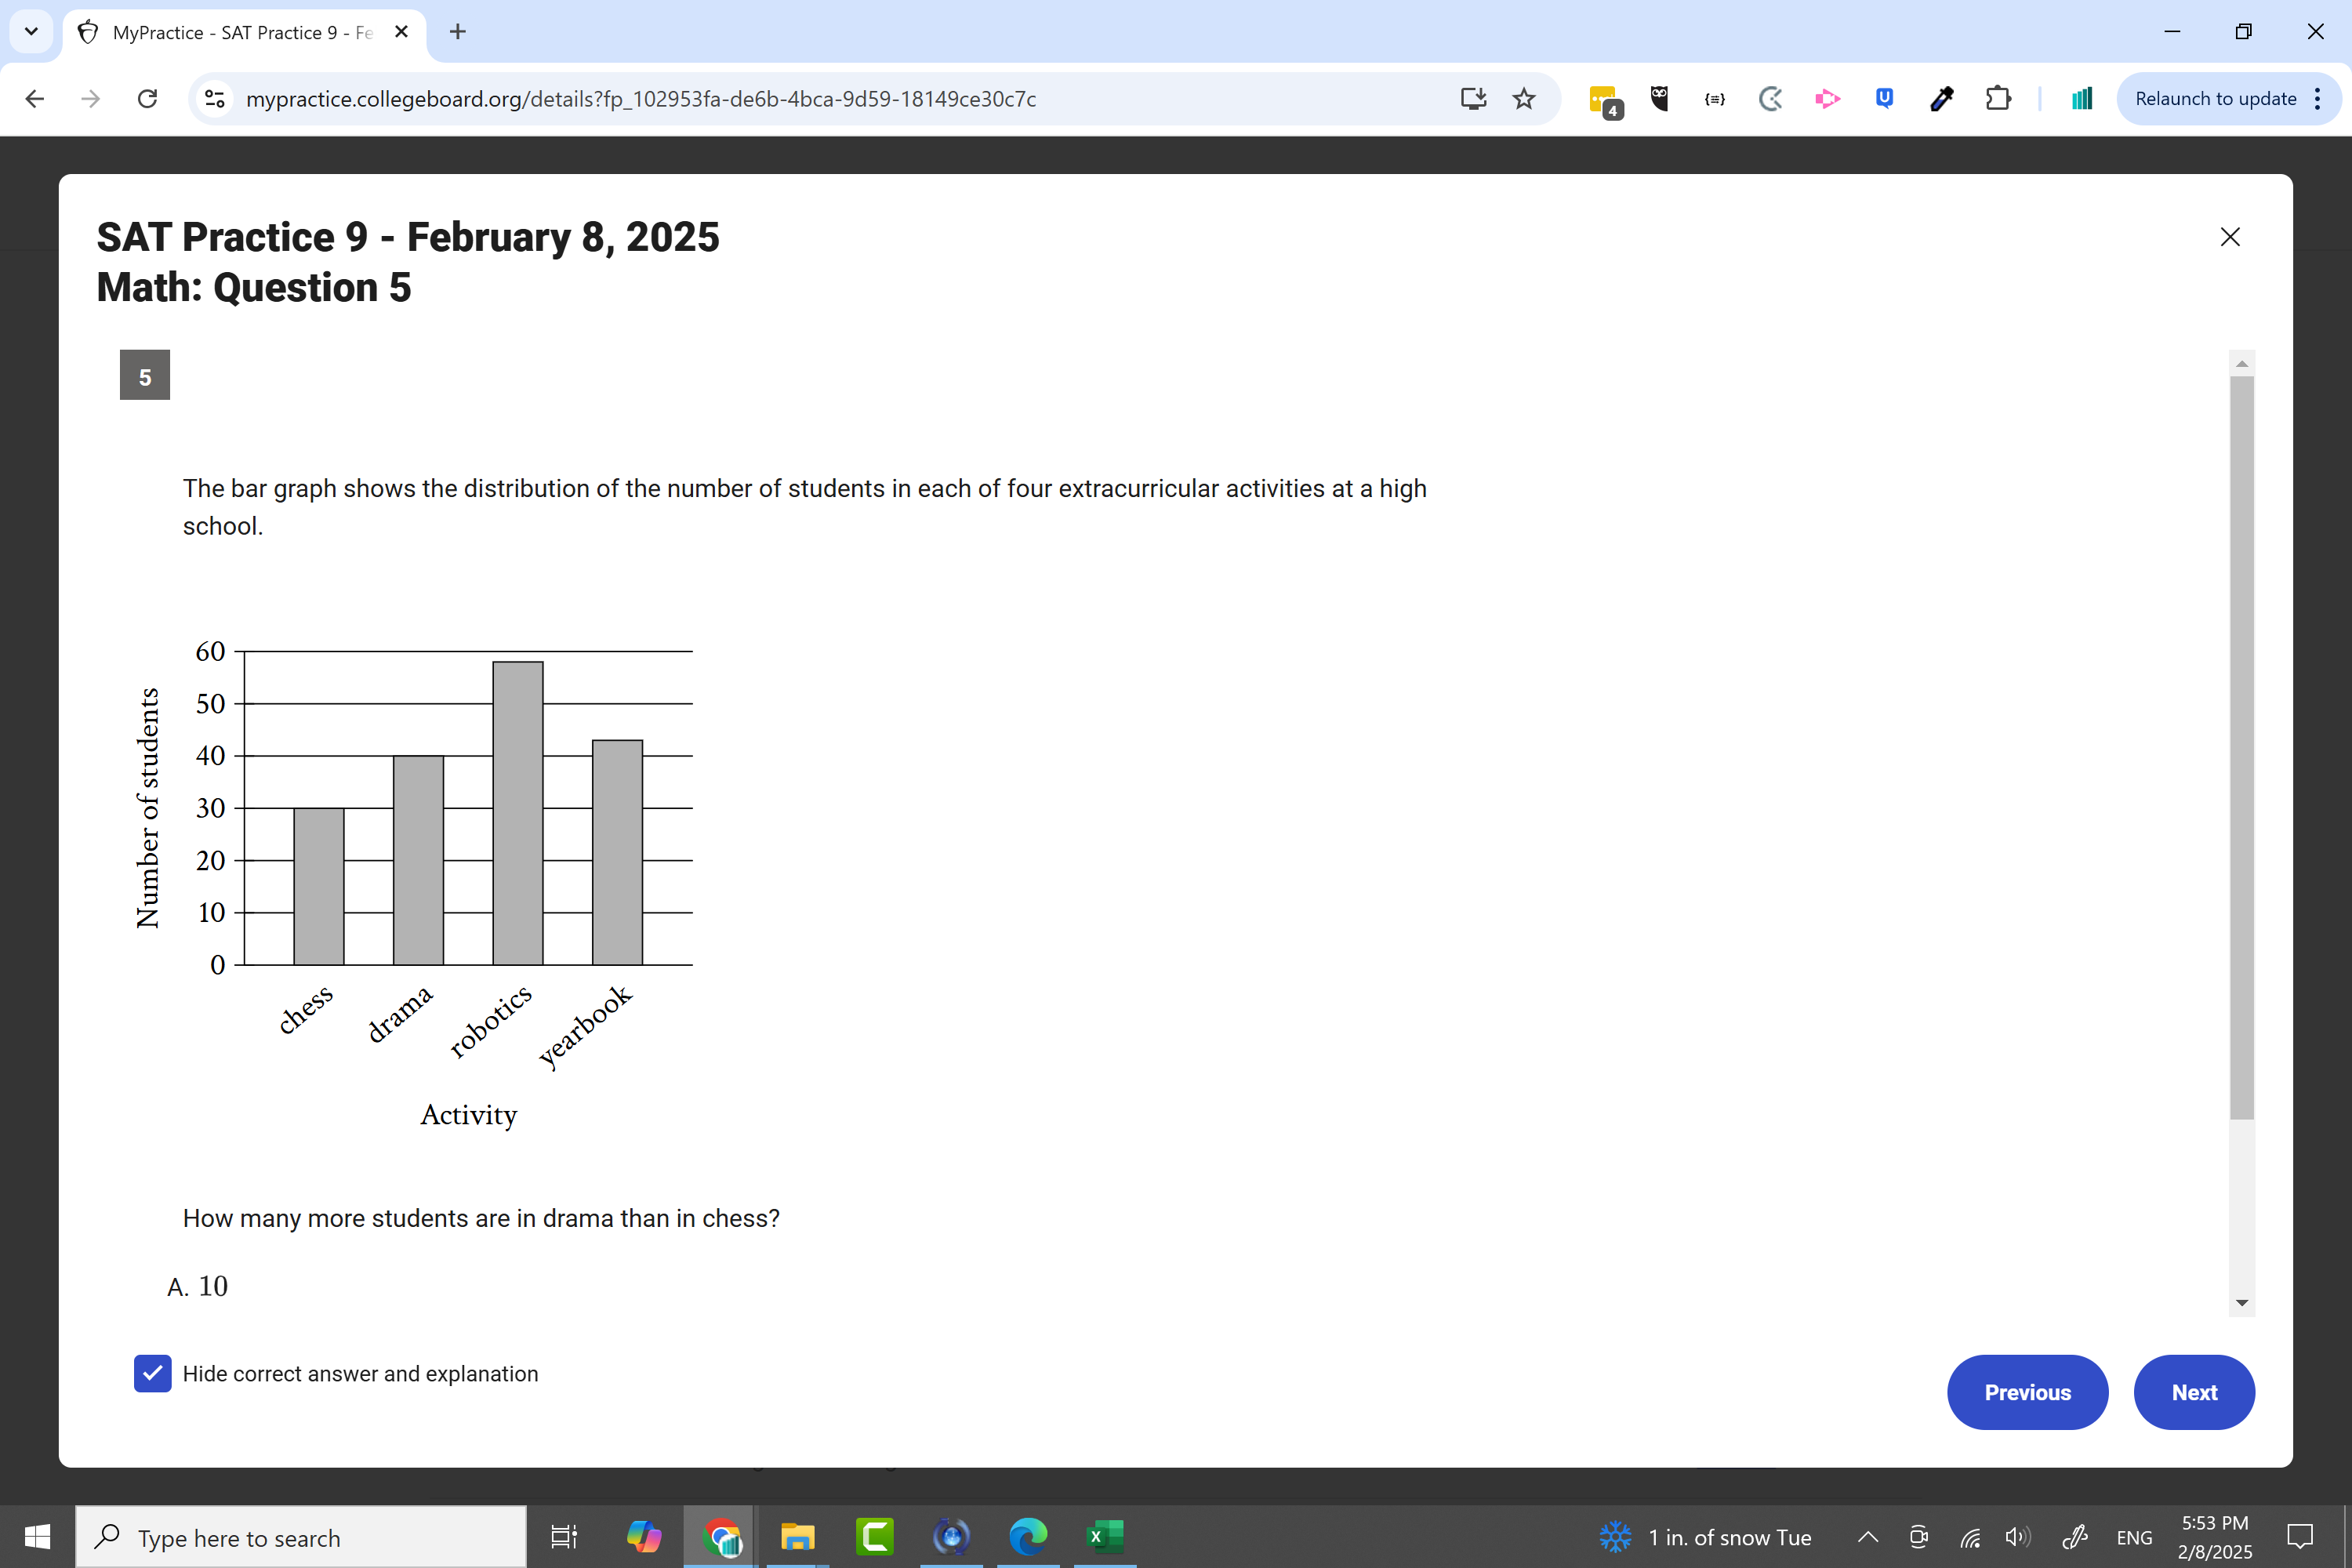 MyPractice - SAT Practice 9 - Fe
mypractice.collegeboard.org/details?fp_102953fa-de6b-4bca-9d59-18149ce30c7c
4
Relaunch to update
SAT Practice 9 - February 8, 2025
Math: Question 5
5
The bar graph shows the distribution of the number of students in each of four extracurricular activities at a high
school.
Number of students
60
50
40
30
20
10
0
chess
drama
robotics
yearbook
Activity
How many more students are in drama than in chess?
A. 10
Hide correct answer and explanation
Previous
Next
Type here to search
1 in. of snow Tue
ENG
5:53 PM
2/8/2025